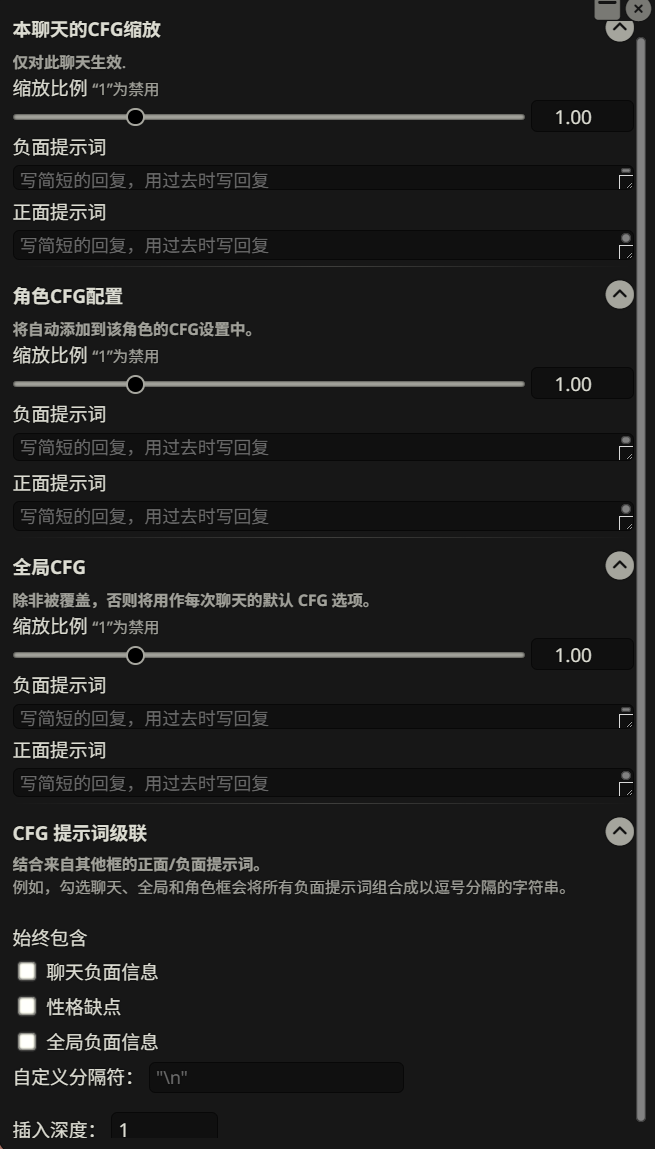 本聊天的CFG缩放
仅对此聊天生效.
缩放比例 “1”为禁用
1.00
负面提示词
写简短的回复，用过去时写回复
正面提示词
写简短的回复，用过去时写回复
角色CFG配置
将自动添加到该角色的CFG设置中。
缩放比例 “1”为禁用
1.00
负面提示词
写简短的回复，用过去时写回复
正面提示词
写简短的回复，用过去时写回复
全局CFG
除非被覆盖，否则将用作每次聊天的默认 CFG 选项。
缩放比例 “1”为禁用
1.00
负面提示词
写简短的回复，用过去时写回复
正面提示词
写简短的回复，用过去时写回复
CFG 提示词级联
结合来自其他框的正面/负面提示词。
例如，勾选聊天、全局和角色框会将所有负面提示词组合成以逗号分隔的字符串。
始终包含
聊天负面信息
性格缺点
全局负面信息
自定义分隔符： "\n"
插入深度： 1